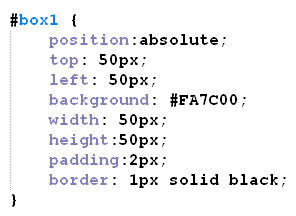 #box1 {
    position:absolute;
    top: 50px;
    left: 50px;
    background: #FA7C00;
    width: 50px;
    height:50px;
    padding:2px;
    border: 1px solid black;
}